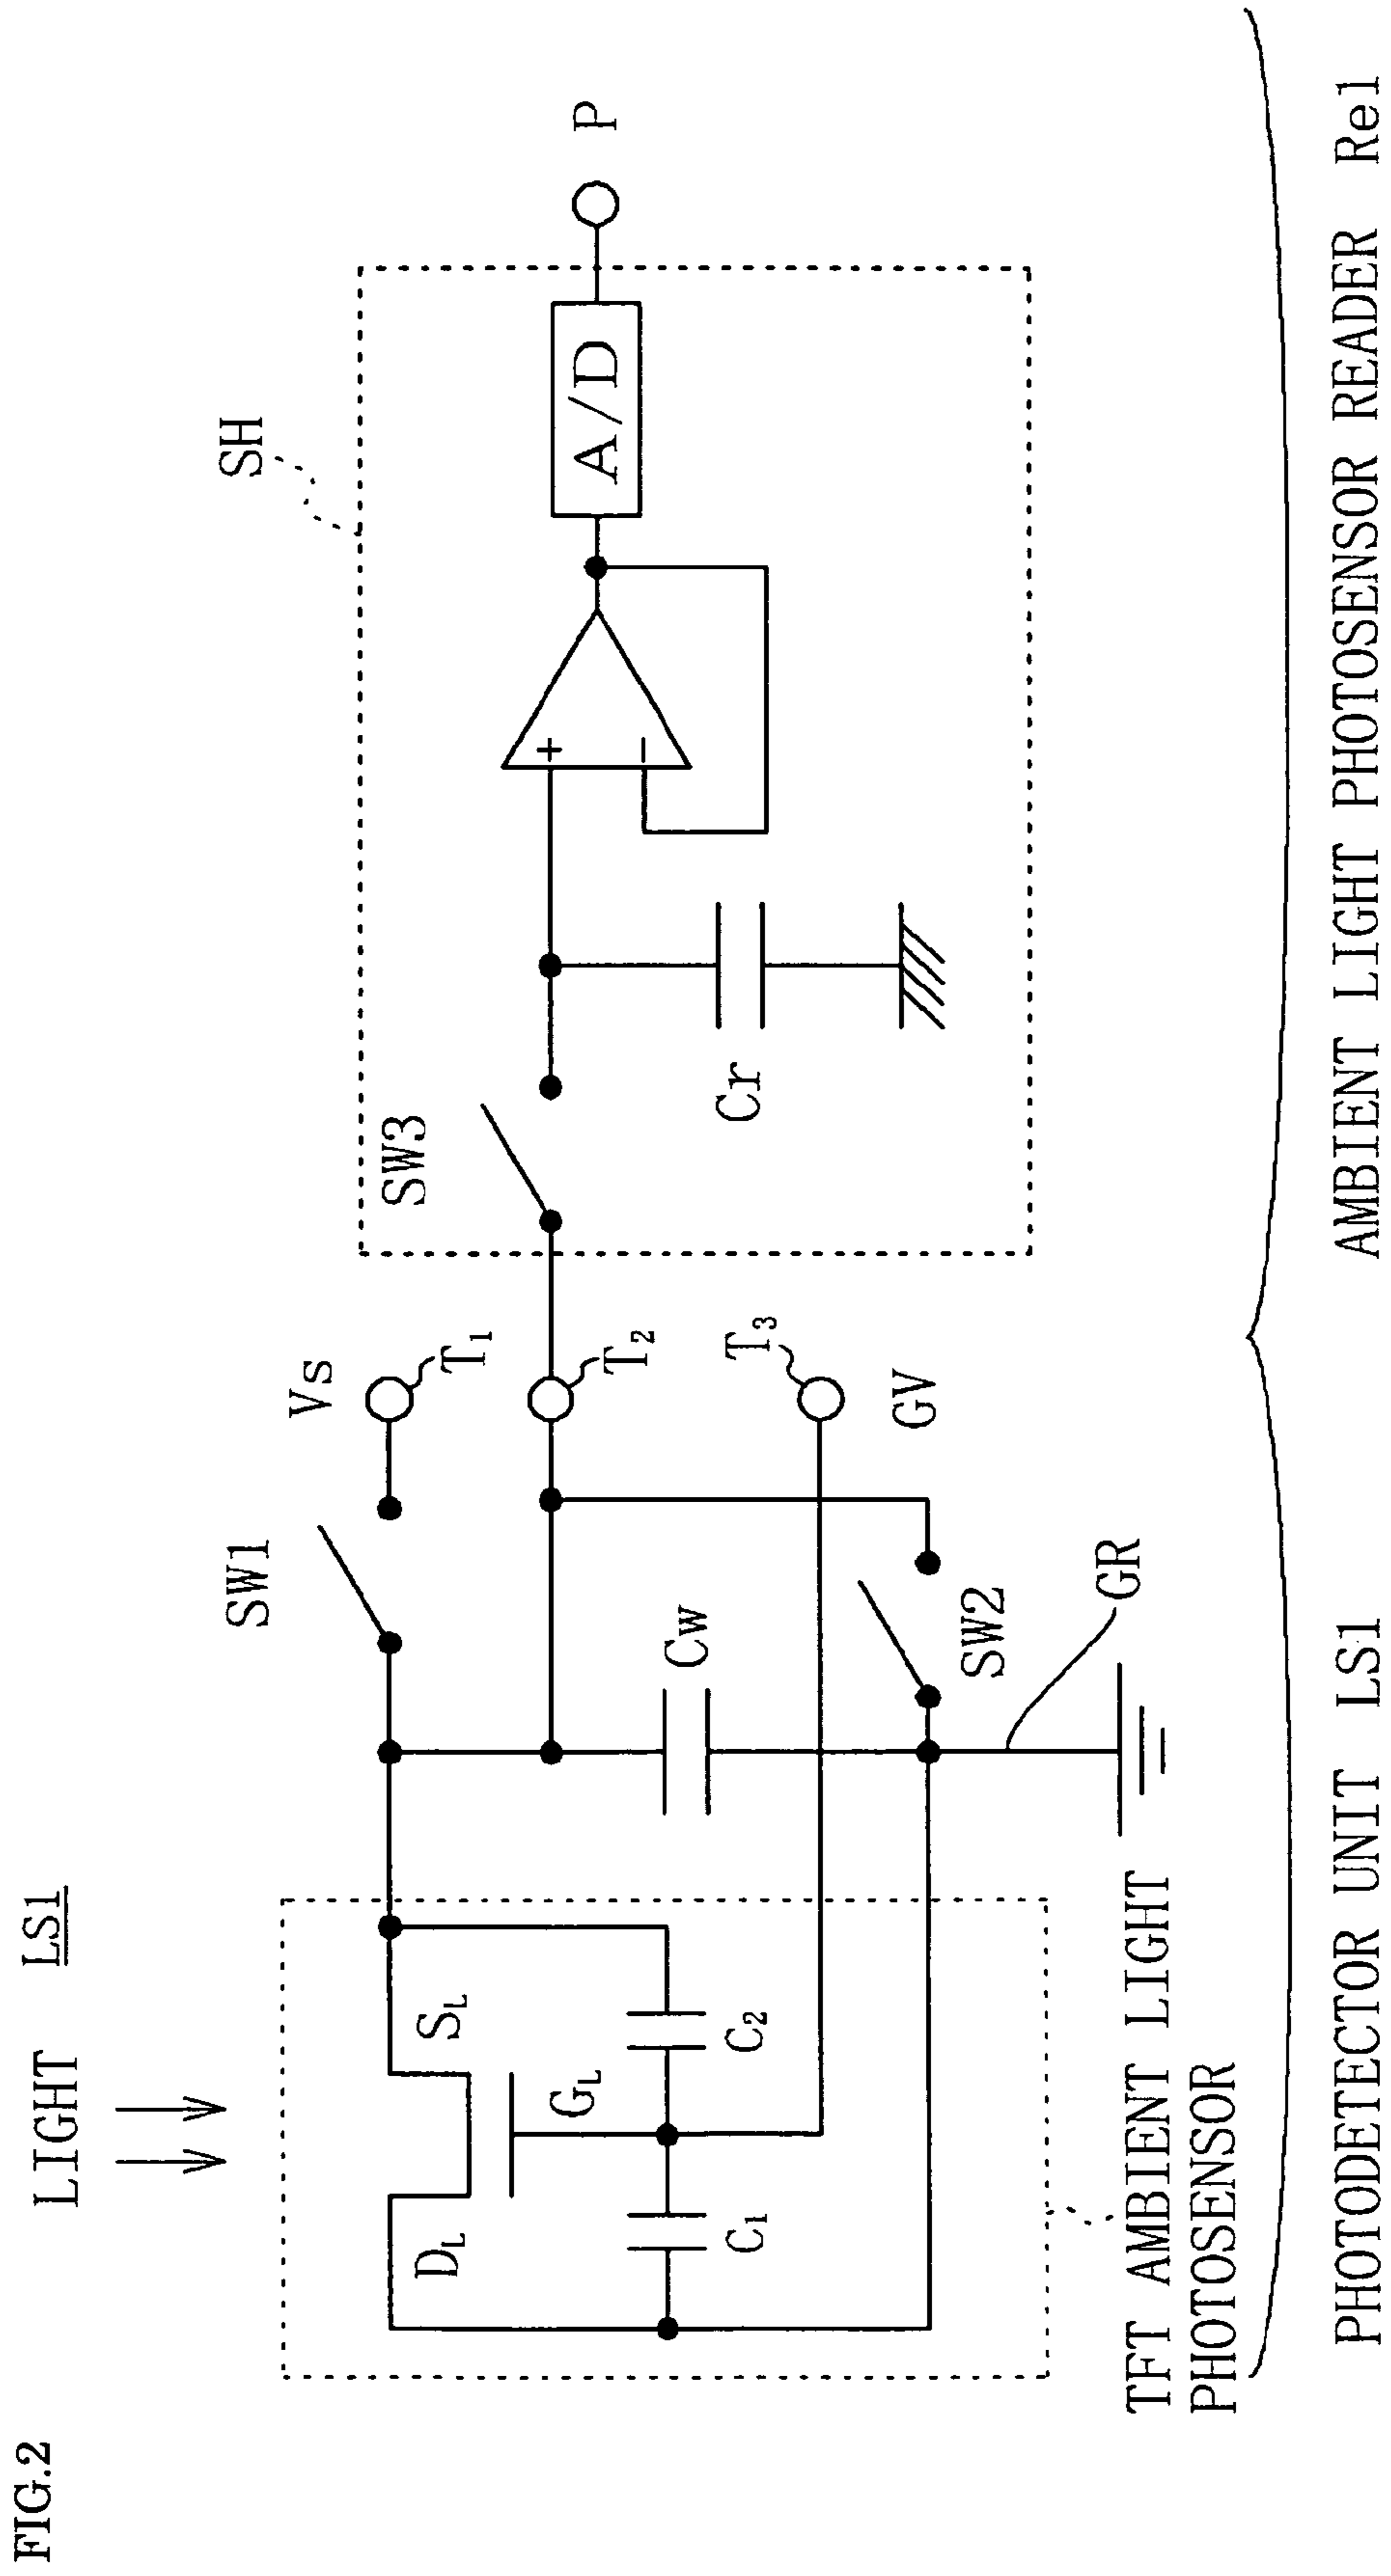 FIG.2
LIGHT LS1
SH
Vs
SW1
T1
SW3
P
DL
SL
T2
+
A/D
GL
−
C1
C2
Cw
T3
Cr
GV
SW2
GR
TFT AMBIENT LIGHT
PHOTOSENSOR
PHOTODETECTOR UNIT LS1
AMBIENT LIGHT PHOTOSENSOR READER Re1